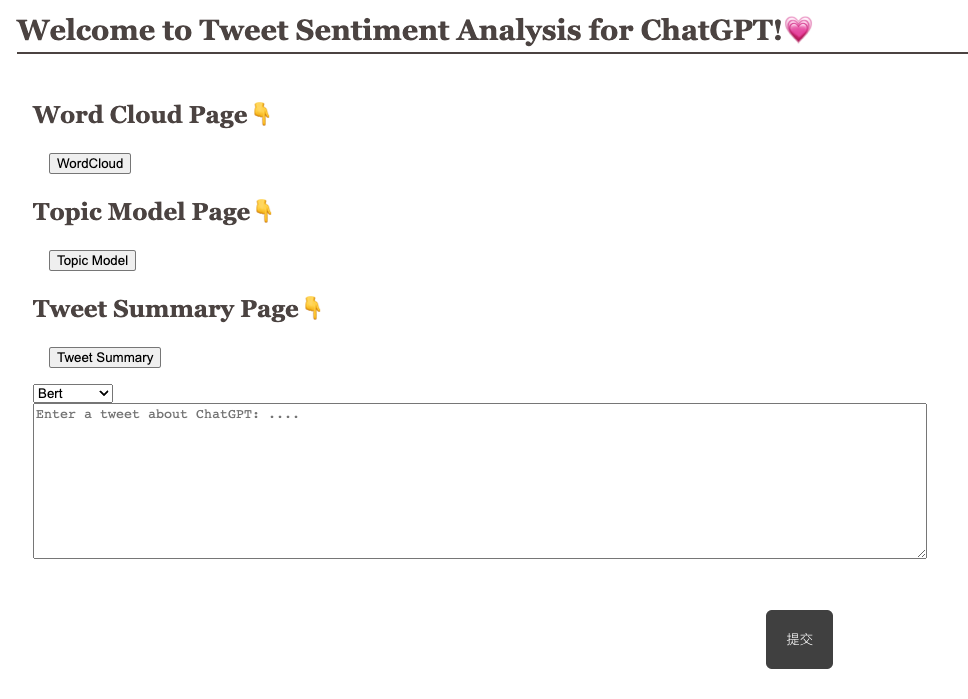 Welcome to Tweet Sentiment Analysis for ChatGPT!💗
Word Cloud Page👇
WordCloud
Topic Model Page👇
Topic Model
Tweet Summary Page👇
Tweet Summary
Bert
Enter a tweet about ChatGPT: ....
提交